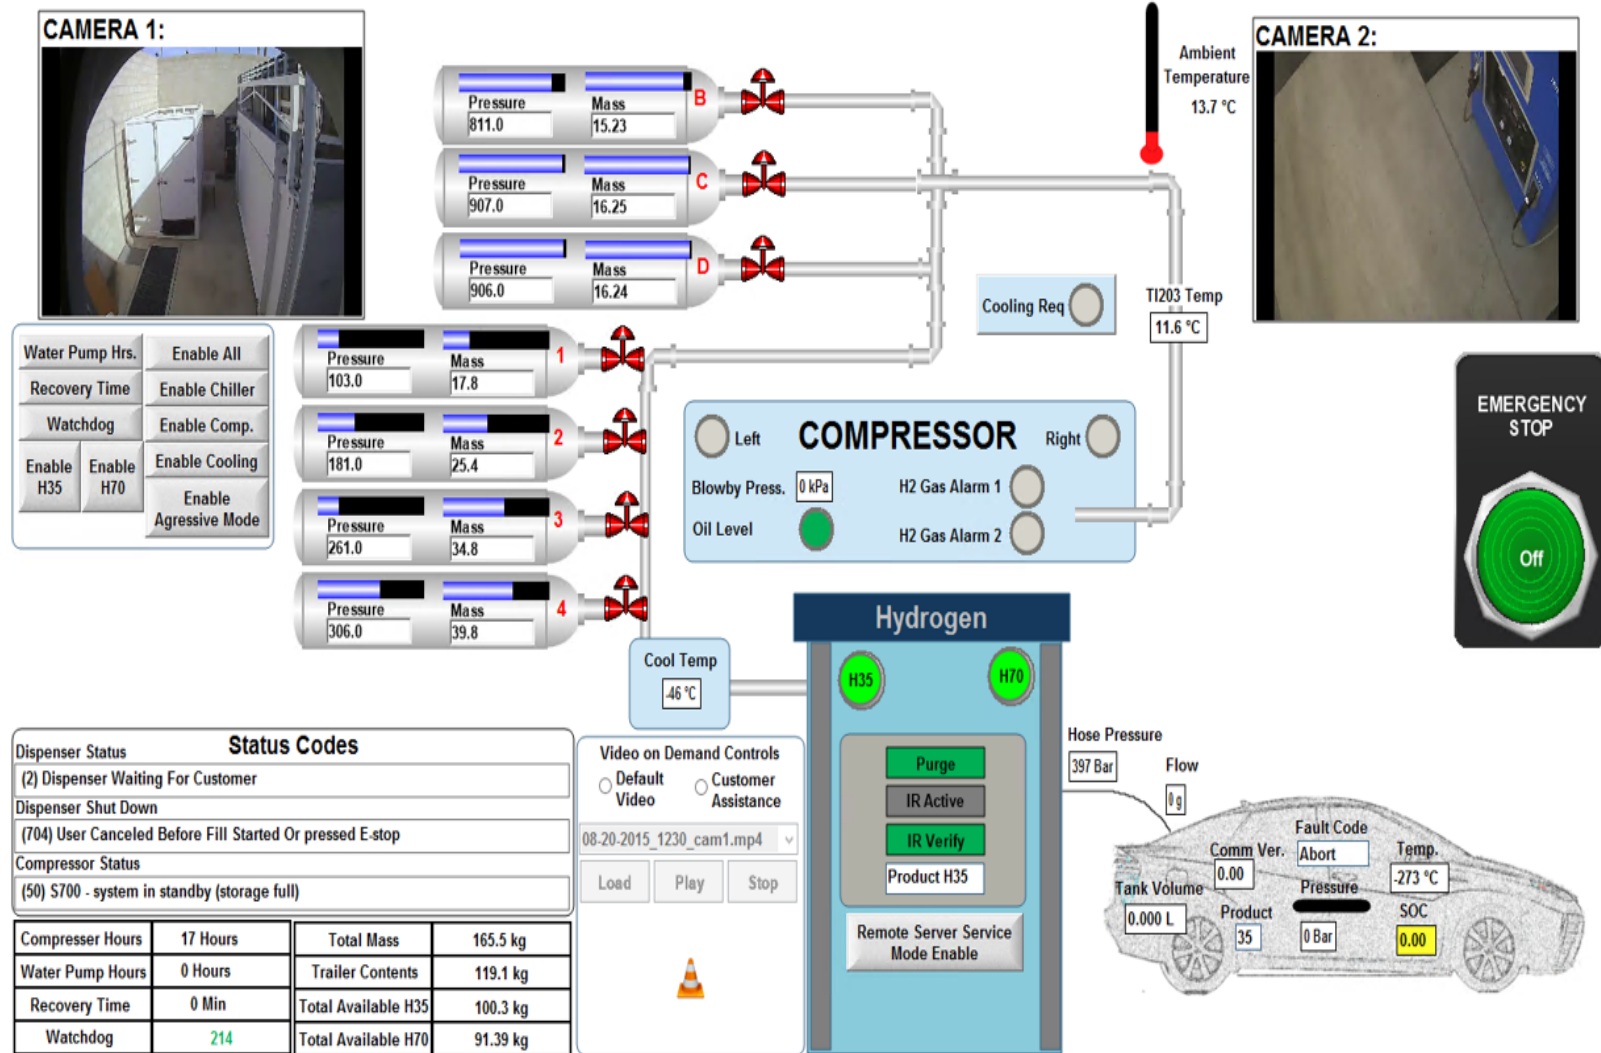 CAMERA 1:
Pressure
811.0
Mass
15.23
B
Pressure
907.0
Mass
16.25
C
Pressure
906.0
Mass
16.24
D
Ambient
Temperature
13.7 °C
CAMERA 2:
Cooling Req
TI203 Temp
11.6 °C
Water Pump Hrs.
Enable All
Recovery Time
Enable Chiller
Watchdog
Enable Comp.
Enable
H35
Enable
H70
Enable Cooling
Enable
Agressive Mode
Pressure
103.0
Mass
17.8
1
Pressure
181.0
Mass
25.4
2
Pressure
261.0
Mass
34.8
3
Pressure
306.0
Mass
39.8
4
Left
COMPRESSOR
Right
Blowby Press.
0 kPa
H2 Gas Alarm 1
Oil Level
H2 Gas Alarm 2
EMERGENCY
STOP
Off
Cool Temp
-46 °C
Hydrogen
H35
H70
Purge
IR Active
IR Verify
Product H35
Remote Server Service
Mode Enable
Hose Pressure
397 Bar
Flow
0 g
Fault Code
Abort
Comm Ver.
0.00
Temp.
-273 °C
Tank Volume
0.000 L
Product
35
Pressure
0 Bar
SOC
0.00
Status Codes
Dispenser Status
(2) Dispenser Waiting For Customer
Dispenser Shut Down
(704) User Canceled Before Fill Started Or pressed E-stop
Compressor Status
(50) S700 - system in standby (storage full)
Video on Demand Controls
Default
Video
Customer
Assistance
08-20-2015_1230_cam1.mp4
Load
Play
Stop
Compresser Hours
17 Hours
Total Mass
165.5 kg
Water Pump Hours
0 Hours
Trailer Contents
119.1 kg
Recovery Time
0 Min
Total Available H35
100.3 kg
Watchdog
214
Total Available H70
91.39 kg